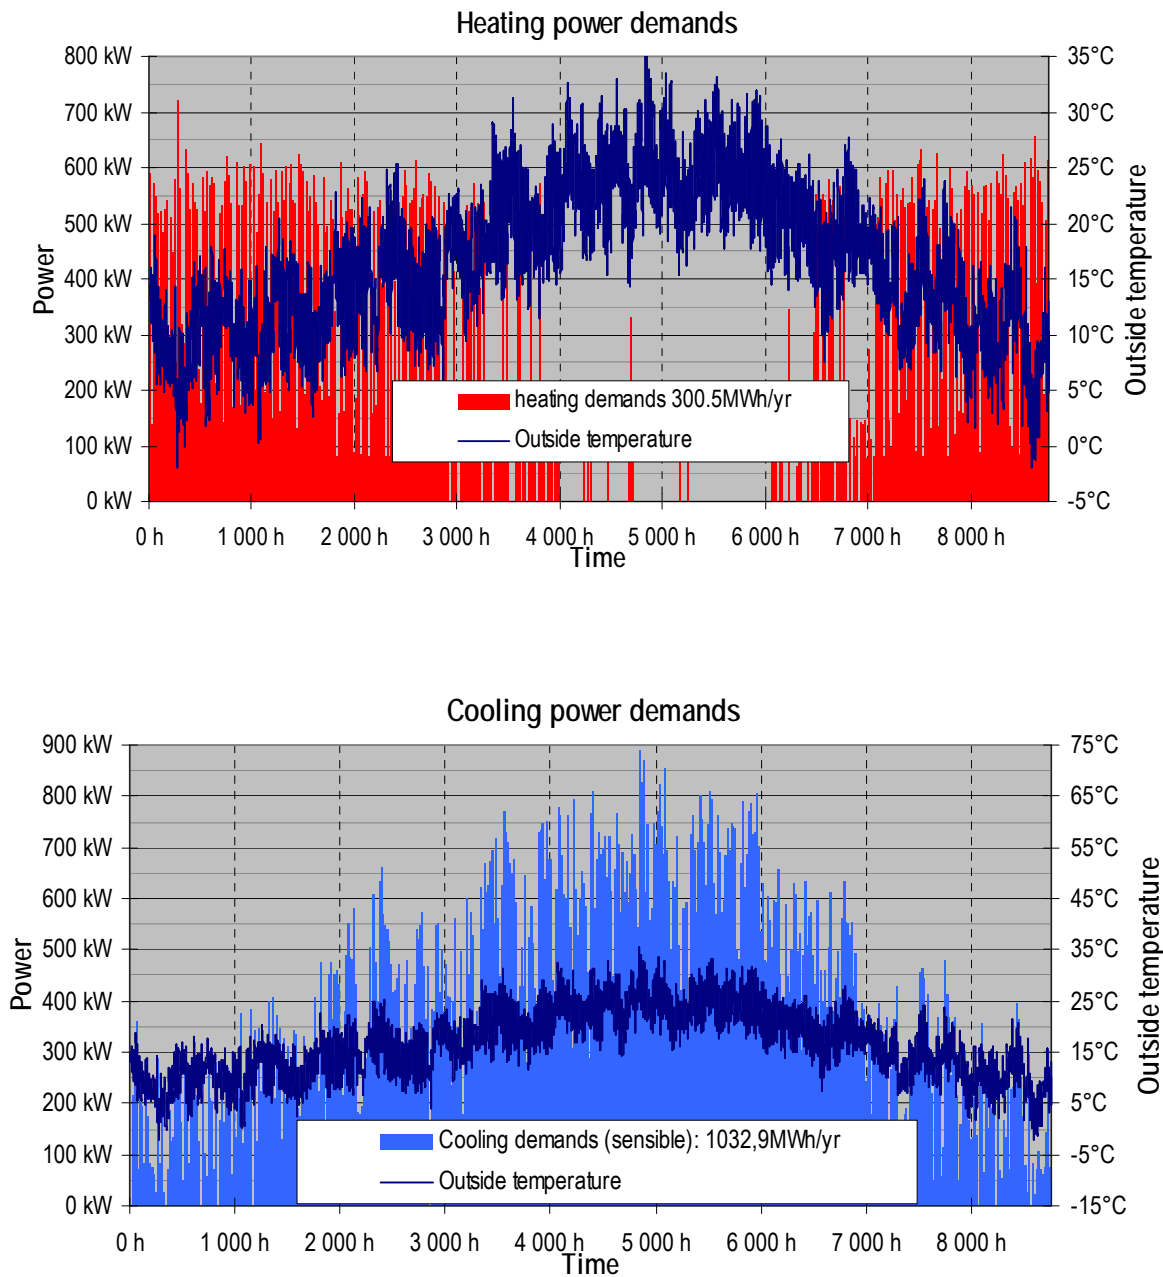 Heating power demands
800 kW
700 kW
600 kW
500 kW
400 kW
300 kW
200 kW
100 kW
0 kW
Power
35°C
30°C
25°C
20°C
15°C
10°C
5°C
0°C
-5°C
Outside temperature
heating demands 300.5MWh/yr
Outside temperature
0 h 1 000 h 2 000 h 3 000 h 4 000 h 5 000 h 6 000 h 7 000 h 8 000 h
Time
Cooling power demands
900 kW
800 kW
700 kW
600 kW
500 kW
400 kW
300 kW
200 kW
100 kW
0 kW
Power
75°C
65°C
55°C
45°C
35°C
25°C
15°C
5°C
-5°C
-15°C
Outside temperature
Cooling demands (sensible): 1032,9MWh/yr
Outside temperature
0 h 1 000 h 2 000 h 3 000 h 4 000 h 5 000 h 6 000 h 7 000 h 8 000 h
Time